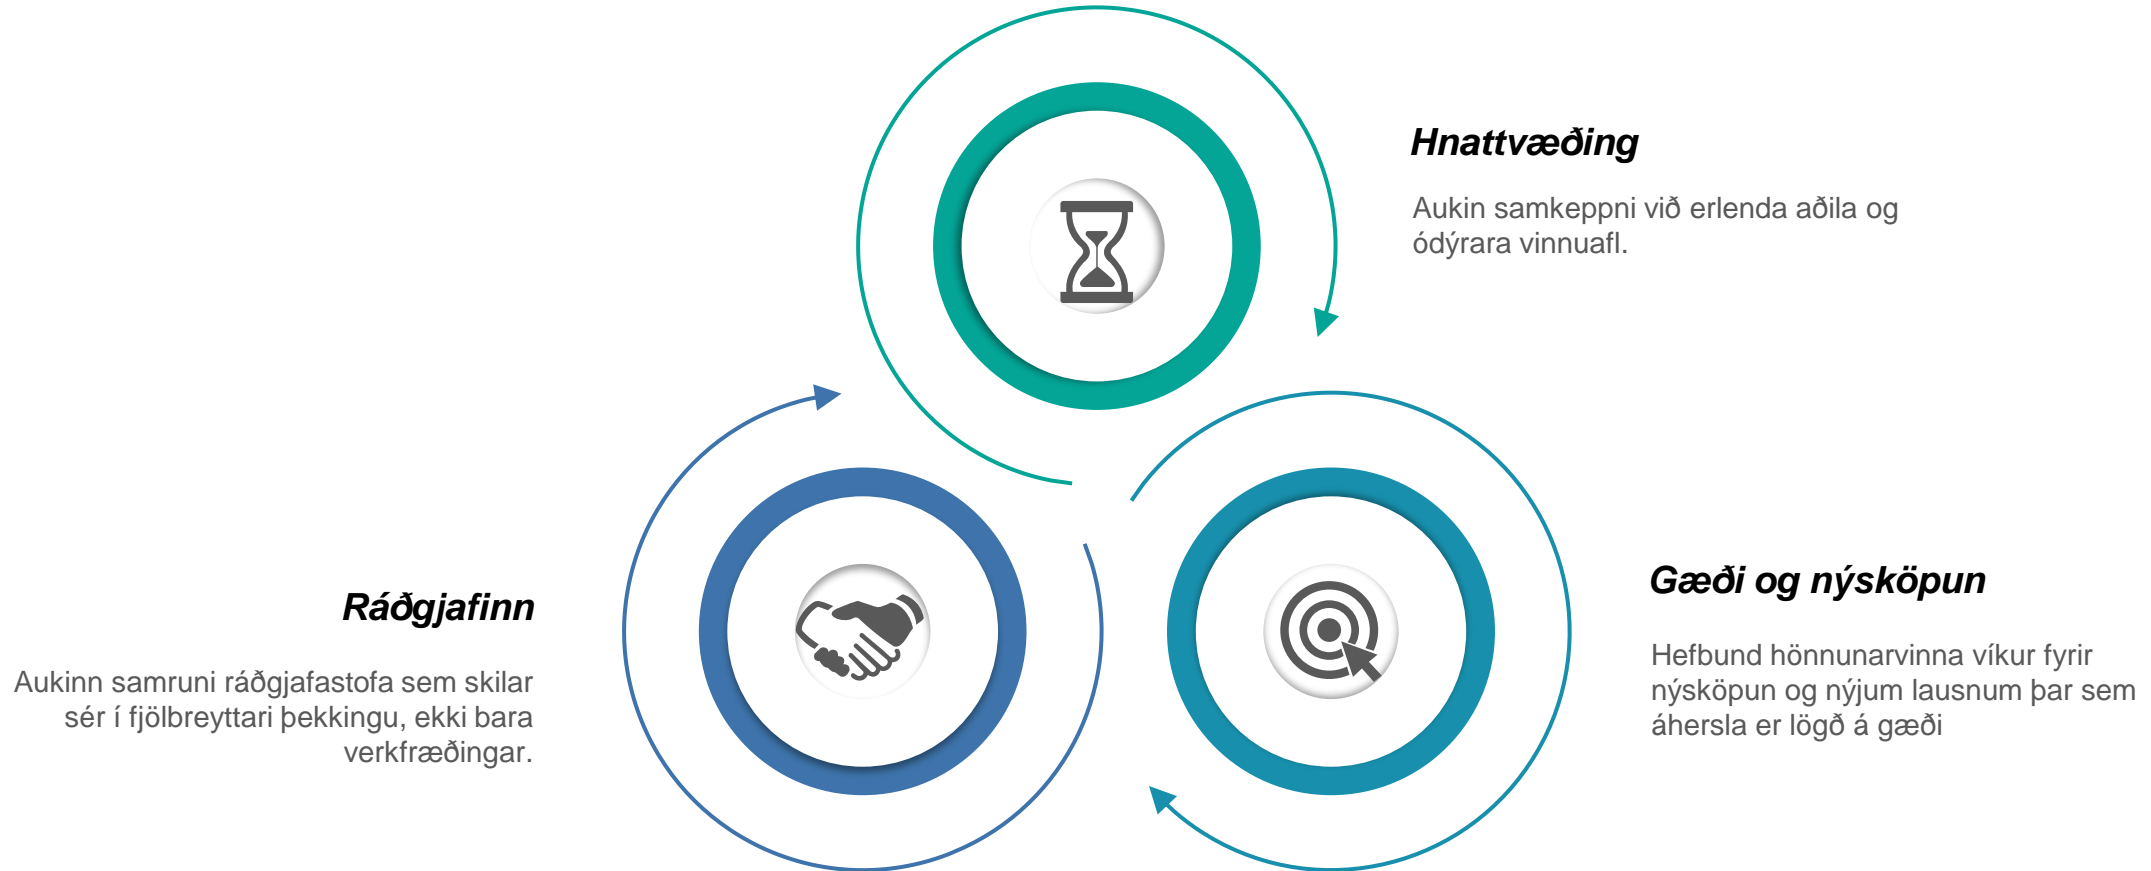 Hnattvæðing
Aukin samkeppni við erlenda aðila og
ódýrara vinnuafl.
Ráðgjafinn
Aukinn samruni ráðgjafastofa sem skilar
sér í fjölbreyttari þekkingu, ekki bara
verkfræðingar.
Gæði og nýsköpun
Hefbund hönnunarvinna víkur fyrir
nýsköpun og nýjum lausnum þar sem
áhersla er lögð á gæði